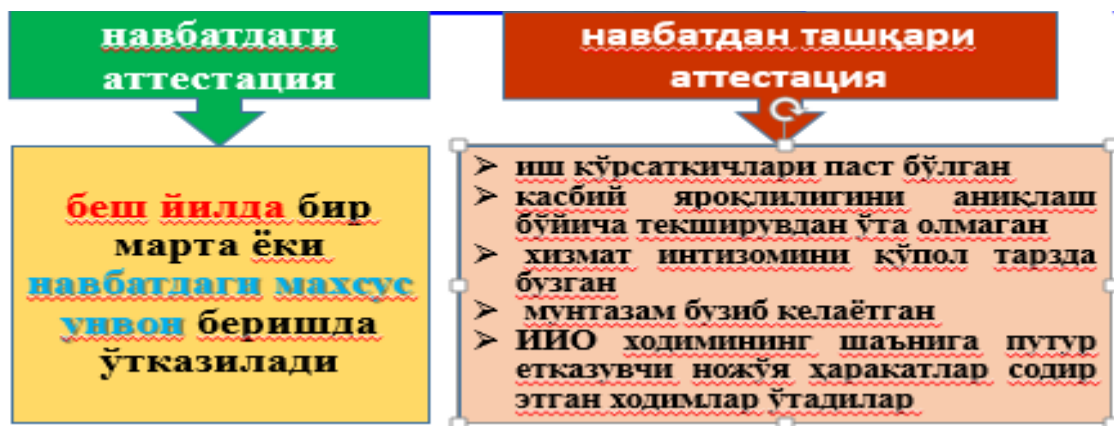 навбатдаги
аттестация
беш йилда бир
марта ёки
навбатдаги махсус
унвон беришда
ўтказилади
навбатдан ташқари
аттестация
➢ иш кўрсаткичлари паст бўлган
➢ касбий яроқлилигини аниқлаш
бўйича текширувдан ўта олмаган
➢ хизмат интизомини қўпол тарзда
бузган
➢ мунтазам бузиб келаётган
➢ ИИО ходимининг шаънига путур
етказувчи ножўя ҳаракатлар содир
этган ходимлар ўтадилар